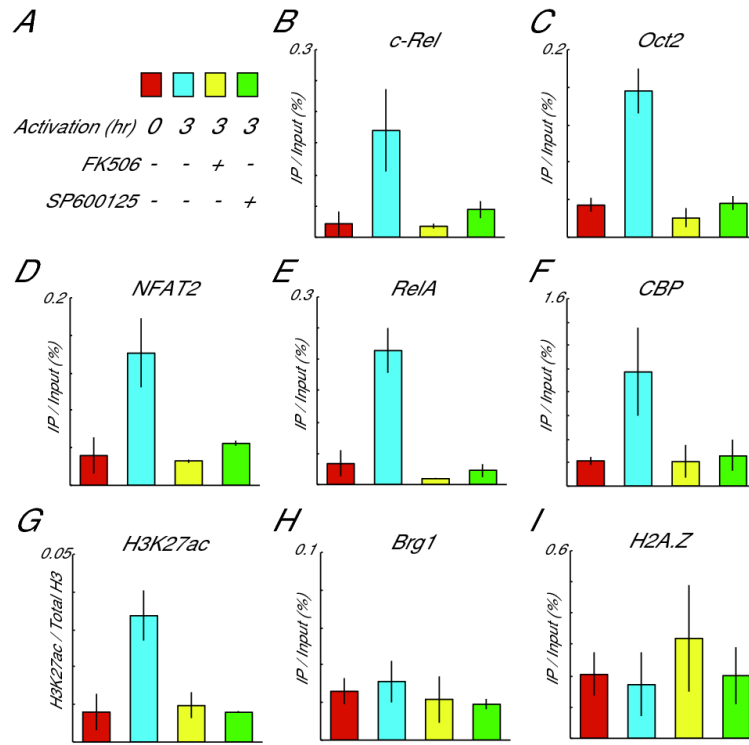 A
Activation (hr) 0 3 3 3
FK506 - - + -
SP600125 - - - +
B
c-Rel
0.3
IP / Input (%)
C
Oct2
0.2
IP / Input (%)
D
NFAT2
0.2
IP / Input (%)
E
RelA
0.3
IP / Input (%)
F
CBP
1.6
IP / Input (%)
G
H3K27ac
0.05
H3K27ac / Total H3
H
Brg1
0.1
IP / Input (%)
I
H2A.Z
0.6
IP / Input (%)